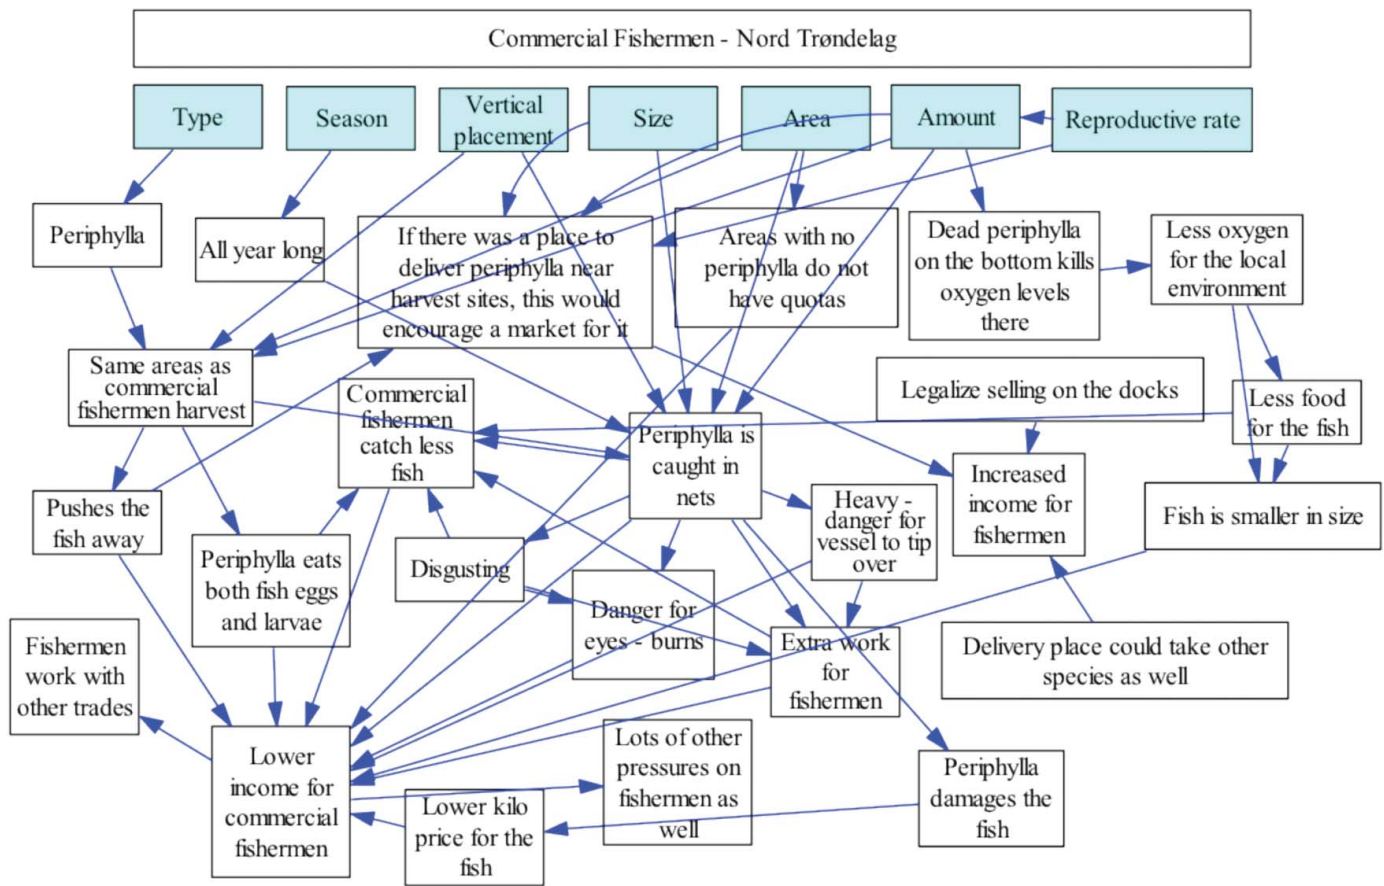 Commercial Fishermen - Nord Trøndelag
Type
Season
Vertical
placement
Size
Area
Amount
Reproductive rate
Periphylla
All year long
If there was a place to
deliver periphylla near
harvest sites, this would
encourage a market for it
Areas with no
periphylla do not
have quotas
Dead periphylla
on the bottom kills
oxygen levels
there
Less oxygen
for the local
environment
Same areas as
commercial
fishermen harvest
Commercial
fishermen
catch less
fish
Periphylla is
caught in
nets
Legalize selling on the docks
Less food
for the fish
Pushes the
fish away
Periphylla eats
both fish eggs
and larvae
Disgusting
Danger for
eyes - burns
Heavy -
danger for
vessel to tip
over
Increased
income for
fishermen
Fish is smaller in size
Fishermen
work with
other trades
Extra work
for
fishermen
Delivery place could take other
species as well
Lower
income for
commercial
fishermen
Lower kilo
price for the
fish
Lots of other
pressures on
fishermen as
well
Periphylla
damages the
fish